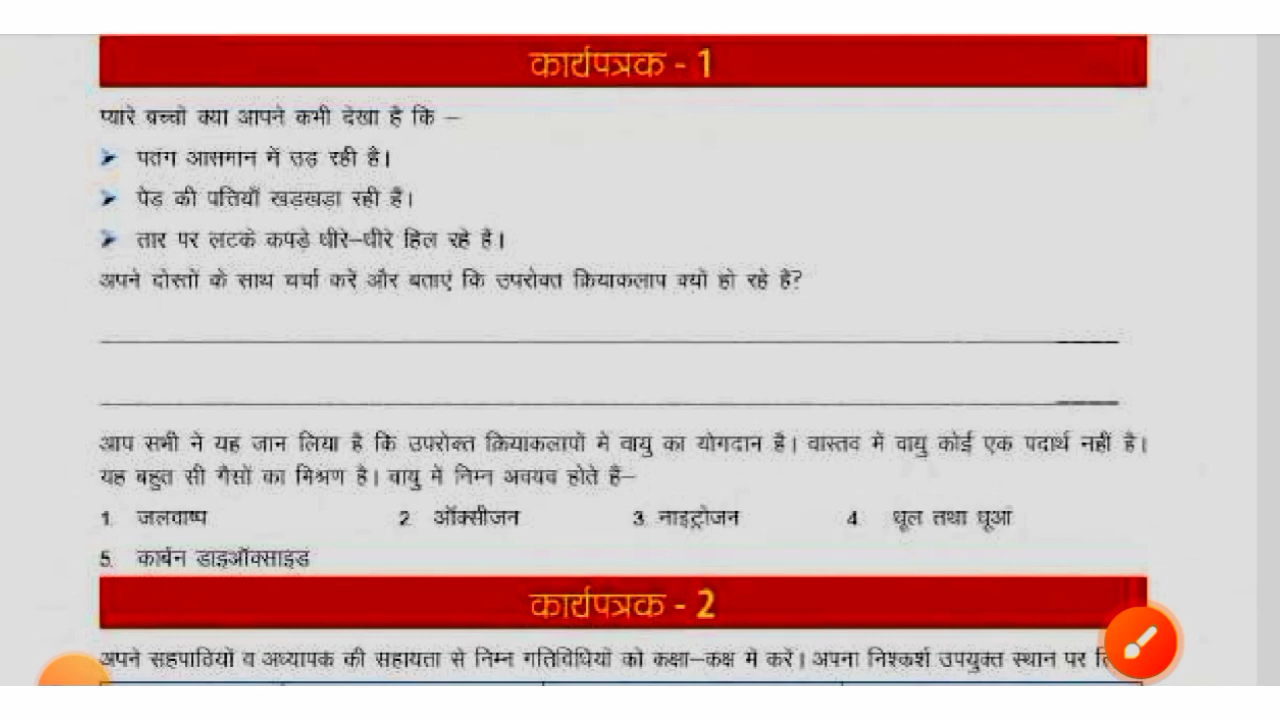 कार्यपत्रक - 1
प्यारे बच्चों क्या आपने कभी देखा है कि –
पतंग आसमान में उड़ रही है।
पेड़ की पत्तियाँ खड़खड़ा रही हैं।
तार पर लटके कपड़े धीरे–धीरे हिल रहे हैं।
अपने दोस्तों के साथ चर्चा करें और बताएं कि उपरोक्त क्रियाकलाप क्यों हो रहे हैं?
आप सभी ने यह जान लिया है कि उपरोक्त क्रियाकलापों में वायु का योगदान है। वास्तव में वायु कोई एक पदार्थ नहीं है।
यह बहुत सी गैसों का मिश्रण है। वायु में निम्न अवयव होते हैं–
1. जलवाष्प 2. ऑक्सीजन 3. नाइट्रोजन 4. धूल तथा धूआं
5. कार्बन डाइऑक्साइड
कार्यपत्रक - 2
अपने सहपाठियों व अध्यापक की सहायता से निम्न गतिविधियों को कक्षा–कक्ष में करें। अपना निश्कर्श उपयुक्त स्थान पर